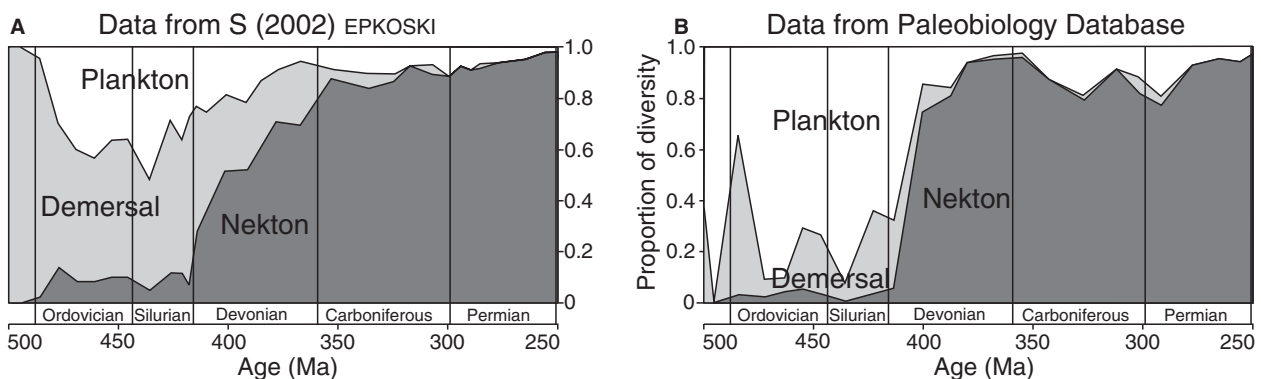 A Data from S (2002) EPKOSKI
Plankton
Demersal
Nekton
1.0
0.8
0.6
0.4
0.2
0
Ordovician Silurian Devonian Carboniferous Permian
500 450 400 350 300 250
Age (Ma)
B Data from Paleobiology Database
Proportion of diversity
1.0
0.8
0.6
0.4
0.2
0
Plankton
Nekton
Demersal
Ordovician Silurian Devonian Carboniferous Permian
500 450 400 350 300 250
Age (Ma)